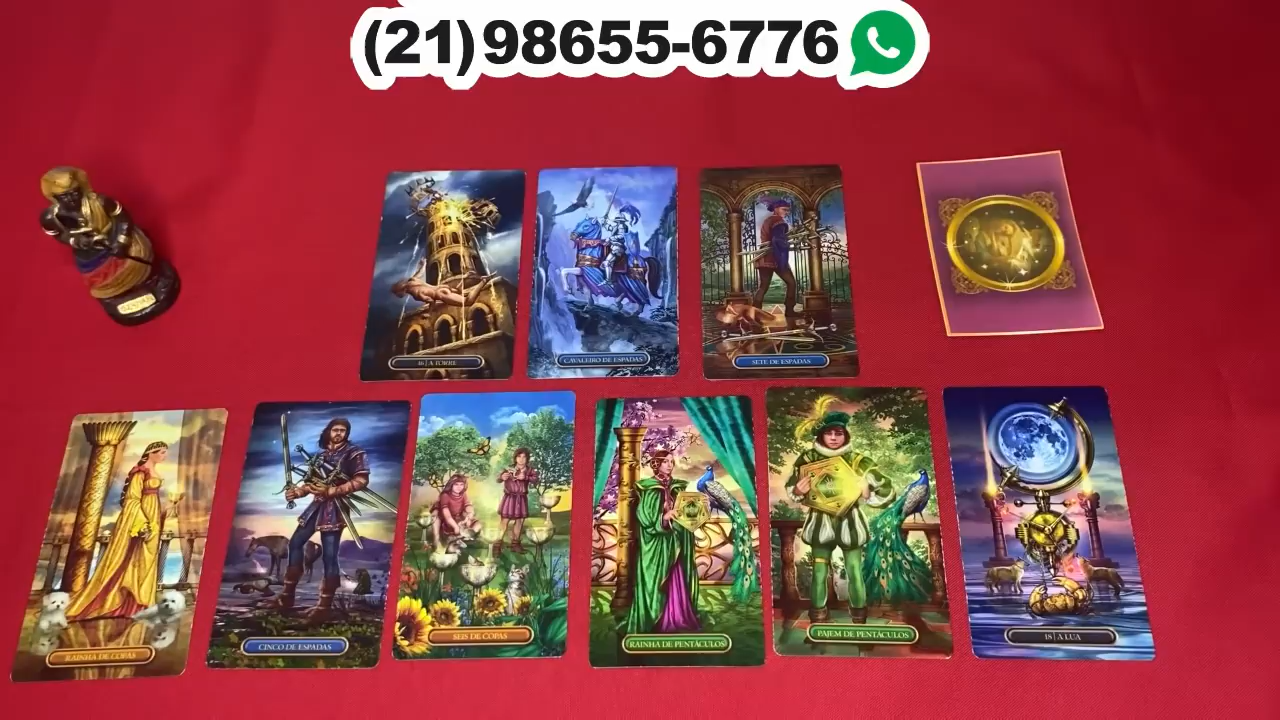 (21)98655-6776
16 | A TORRE
CAVALEIRO DE ESPADAS
SETE DE ESPADAS
RAINHA DE COPAS
CINCO DE ESPADAS
SEIS DE COPAS
RAINHA DE PENTÁCULOS
PAJEM DE PENTÁCULOS
18 | A LUA